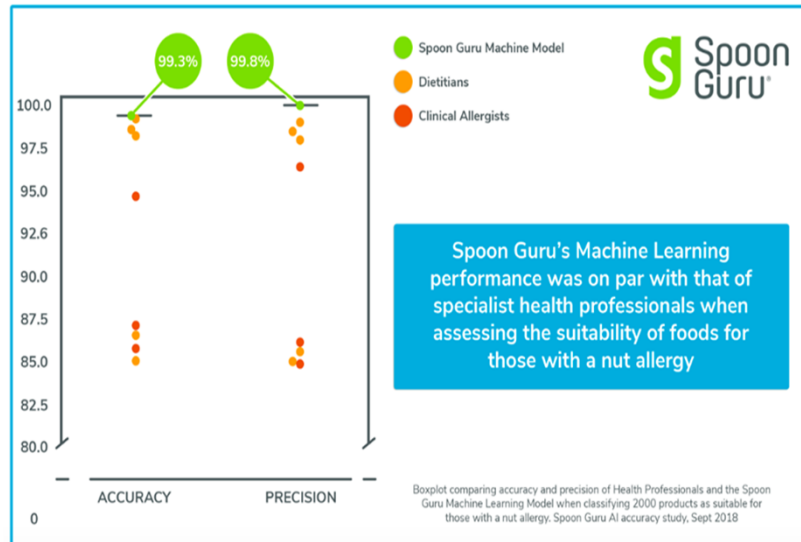 99.3%
99.8%
Spoon Guru Machine Model
Dietitians
Clinical Allergists
Spoon
Guru®
100.0
97.5
95.0
92.6
90.0
87.5
85.0
82.5
80.0
0
ACCURACY
PRECISION
Spoon Guru's Machine Learning
performance was on par with that of
specialist health professionals when
assessing the suitability of foods for
those with a nut allergy
Boxplot comparing accuracy and precision of Health Professionals and the Spoon
Guru Machine Learning Model when classifying 2000 products as suitable for
those with a nut allergy. Spoon Guru AI accuracy study, Sept 2018